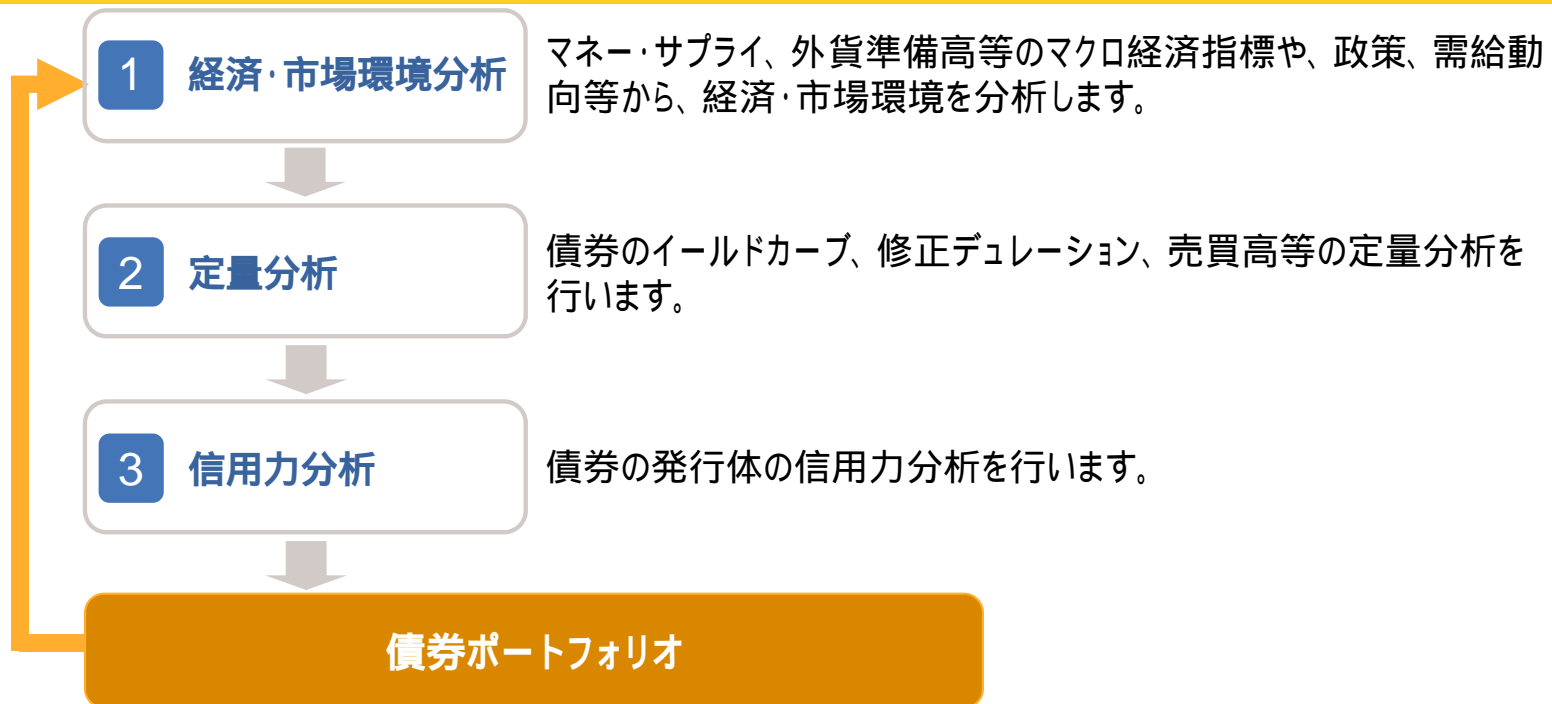 1 経済・市場環境分析
マネー・サプライ、外貨準備高等のマクロ経済指標や、政策、需給動
向等から、経済・市場環境を分析します。
2 定量分析
債券のイールドカーブ、修正デュレーション、売買高等の定量分析を
行います。
3 信用力分析
債券の発行体の信用力分析を行います。
債券ポートフォリオ